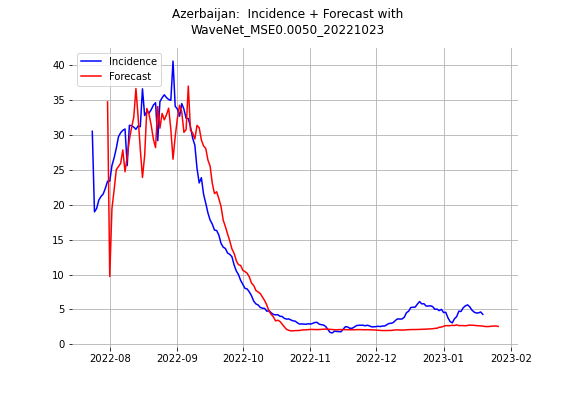 Azerbaijan:  Incidence + Forecast with
WaveNet_MSE0.0050_20221023
Incidence
Forecast
40
35
30
25
20
15
10
5
0
2022-08 2022-09 2022-10 2022-11 2022-12 2023-01 2023-02